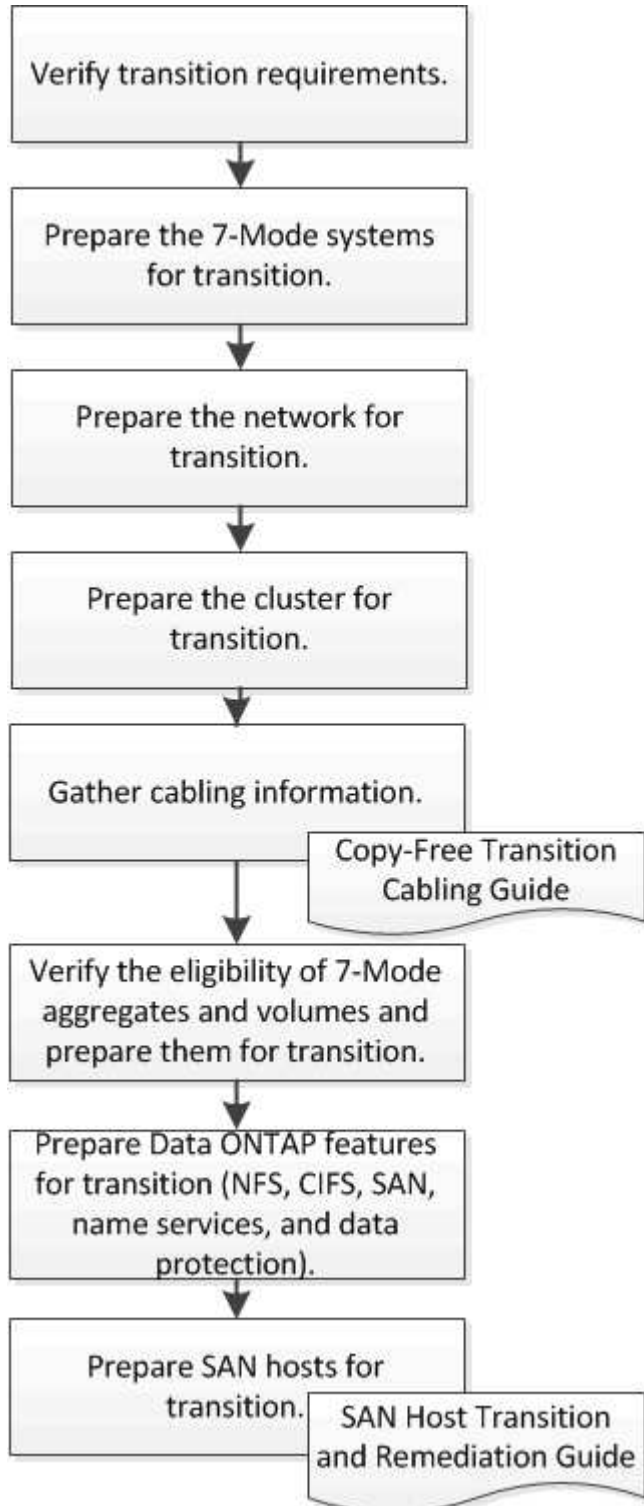 Verify transition requirements.
Prepare the 7-Mode systems
for transition.
Prepare the network for
transition.
Prepare the cluster for
transition.
Gather cabling information.
Copy-Free Transition
Cabling Guide
Verify the eligibility of 7-Mode
aggregates and volumes and
prepare them for transition.
Prepare Data ONTAP features
for transition (NFS, CIFS, SAN,
name services, and data
protection).
Prepare SAN hosts for
transition.
SAN Host Transition
and Remediation Guide